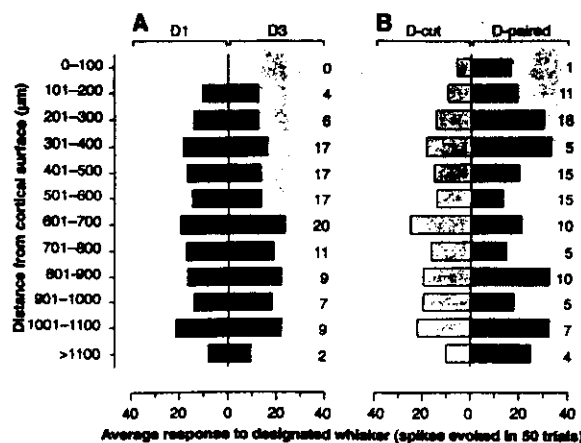 A B
D1 D3 D-cut D-paired
0–100 0 1
101–200 4 11
201–300 6 18
301–400 17 5
401–500 17 15
501–600 17 15
601–700 20 10
701–800 11 5
801–900 9 10
901–1000 7 5
1001–1100 9 7
>1100 2 4
Distance from cortical surface (µm)
40 20 0 20 40 40 20 0 20 40
Average response to designated whisker (spikes evoked in 50 trials)